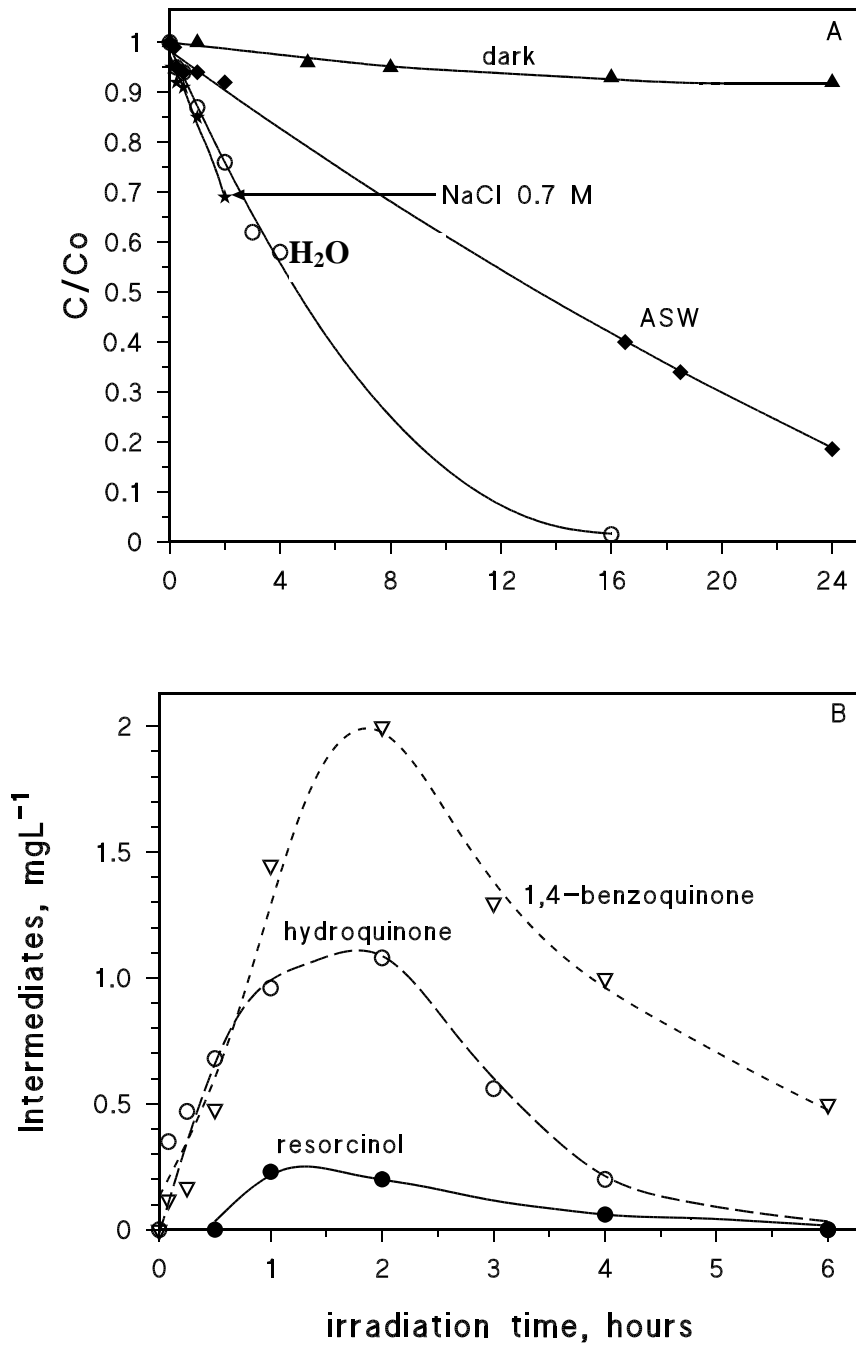 A
1
dark
0.9
0.8
0.7
NaCl 0.7 M
0.6
H₂O
C/Co
0.5
ASW
0.4
0.3
0.2
0.1
0
0 4 8 12 16 20 24
B
2
1,4-benzoquinone
1.5
hydroquinone
Intermediates, mgL⁻¹
1.0
0.5
resorcinol
0
0 1 2 3 4 5 6
irradiation time, hours